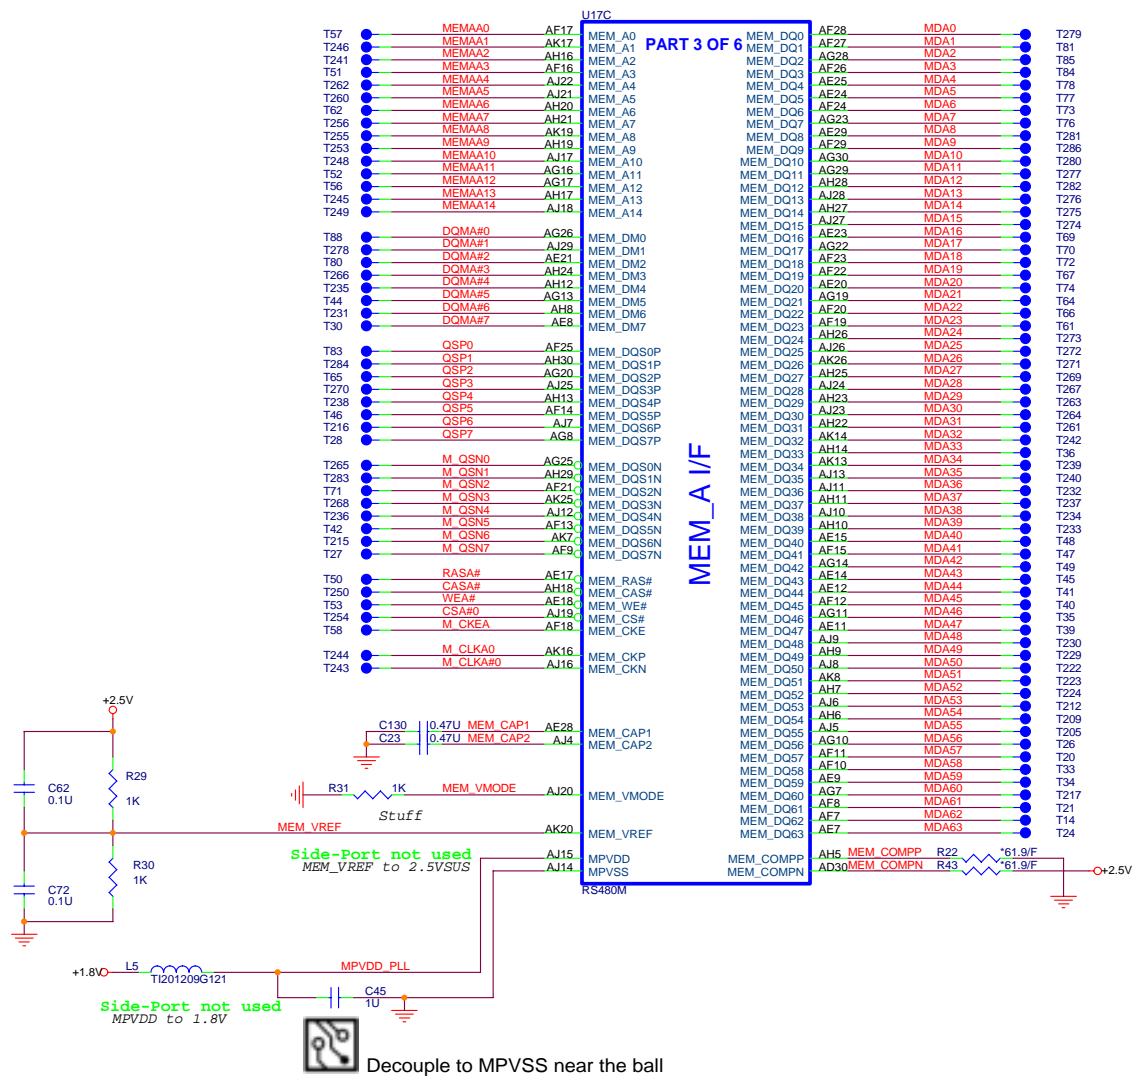 U17C
PART 3 OF 6
T57 MEMAA0 AF17 MEM_A0
T246 MEMAA1 AK17 MEM_A1
T241 MEMAA2 AH16 MEM_A2
T51 MEMAA3 AF16 MEM_A3
T262 MEMAA4 AJ22 MEM_A4
T260 MEMAA5 AJ21 MEM_A5
T62 MEMAA6 AH20 MEM_A6
T256 MEMAA7 AH21 MEM_A7
T255 MEMAA8 AK19 MEM_A8
T253 MEMAA9 AH19 MEM_A9
T248 MEMAA10 AJ17 MEM_A10
T52 MEMAA11 AG16 MEM_A11
T56 MEMAA12 AG17 MEM_A12
T245 MEMAA13 AH17 MEM_A13
T249 MEMAA14 AJ18 MEM_A14
T88 DQMA#0 AG26 MEM_DM0
T278 DQMA#1 AJ29 MEM_DM1
T80 DQMA#2 AE21 MEM_DM2
T266 DQMA#3 AH24 MEM_DM3
T235 DQMA#4 AH12 MEM_DM4
T44 DQMA#5 AG13 MEM_DM5
T231 DQMA#6 AH8 MEM_DM6
T30 DQMA#7 AE8 MEM_DM7
T83 QSP0 AF25 MEM_DQS0P
T284 QSP1 AH30 MEM_DQS1P
T65 QSP2 AG20 MEM_DQS2P
T270 QSP3 AJ25 MEM_DQS3P
T238 QSP4 AH13 MEM_DQS4P
T46 QSP5 AF14 MEM_DQS5P
T216 QSP6 AJ7 MEM_DQS6P
T28 QSP7 AG8 MEM_DQS7P
T265 M_QSN0 AG25 MEM_DQS0N
T283 M_QSN1 AH29 MEM_DQS1N
T71 M_QSN2 AF21 MEM_DQS2N
T268 M_QSN3 AK25 MEM_DQS3N
T236 M_QSN4 AJ12 MEM_DQS4N
T42 M_QSN5 AF13 MEM_DQS5N
T215 M_QSN6 AK7 MEM_DQS6N
T27 M_QSN7 AF9 MEM_DQS7N
T50 RASA# AE17 MEM_RAS#
T250 CASA# AH18 MEM_CAS#
T53 WEA# AE18 MEM_WE#
T254 CSA#0 AJ19 MEM_CS#
T58 M_CKEA AF18 MEM_CKE
T244 M_CLKA0 AK16 MEM_CKP
T243 M_CLKA#0 AJ16 MEM_CKN
MEM_A I/F
MEM_DQ0 AF28 MDA0 T279
MEM_DQ1 AF27 MDA1 T81
MEM_DQ2 AG28 MDA2 T85
MEM_DQ3 AF26 MDA3 T84
MEM_DQ4 AE25 MDA4 T78
MEM_DQ5 AE24 MDA5 T77
MEM_DQ6 AF24 MDA6 T73
MEM_DQ7 AG23 MDA7 T76
MEM_DQ8 AE29 MDA8 T281
MEM_DQ9 AF29 MDA9 T286
MEM_DQ10 AG30 MDA10 T280
MEM_DQ11 AG29 MDA11 T277
MEM_DQ12 AH28 MDA12 T282
MEM_DQ13 AJ28 MDA13 T276
MEM_DQ14 AH27 MDA14 T275
MEM_DQ15 AJ27 MDA15 T274
MEM_DQ16 AE23 MDA16 T69
MEM_DQ17 AG22 MDA17 T70
MEM_DQ18 AF23 MDA18 T72
MEM_DQ19 AF22 MDA19 T67
MEM_DQ20 AE20 MDA20 T74
MEM_DQ21 AG19 MDA21 T64
MEM_DQ22 AF20 MDA22 T66
MEM_DQ23 AF19 MDA23 T61
MEM_DQ24 AH26 MDA24 T273
MEM_DQ25 AJ26 MDA25 T272
MEM_DQ26 AK26 MDA26 T271
MEM_DQ27 AH25 MDA27 T269
MEM_DQ28 AJ24 MDA28 T267
MEM_DQ29 AH23 MDA29 T263
MEM_DQ30 AJ23 MDA30 T264
MEM_DQ31 AH22 MDA31 T261
MEM_DQ32 AK14 MDA32 T242
MEM_DQ33 AH14 MDA33 T36
MEM_DQ34 AK13 MDA34 T239
MEM_DQ35 AJ13 MDA35 T240
MEM_DQ36 AJ11 MDA36 T232
MEM_DQ37 AH11 MDA37 T237
MEM_DQ38 AJ10 MDA38 T234
MEM_DQ39 AH10 MDA39 T233
MEM_DQ40 AE15 MDA40 T48
MEM_DQ41 AF15 MDA41 T47
MEM_DQ42 AG14 MDA42 T49
MEM_DQ43 AE14 MDA43 T45
MEM_DQ44 AE12 MDA44 T41
MEM_DQ45 AF12 MDA45 T40
MEM_DQ46 AG11 MDA46 T35
MEM_DQ47 AE11 MDA47 T39
MEM_DQ48 AJ9 MDA48 T230
MEM_DQ49 AH9 MDA49 T229
MEM_DQ50 AJ8 MDA50 T222
MEM_DQ51 AK8 MDA51 T223
MEM_DQ52 AH7 MDA52 T224
MEM_DQ53 AJ6 MDA53 T212
MEM_DQ54 AH6 MDA54 T209
MEM_DQ55 AJ5 MDA55 T205
MEM_DQ56 AG10 MDA56 T26
MEM_DQ57 AF11 MDA57 T20
MEM_DQ58 AF10 MDA58 T33
MEM_DQ59 AE9 MDA59 T34
MEM_DQ60 AG7 MDA60 T217
MEM_DQ61 AF8 MDA61 T21
MEM_DQ62 AF7 MDA62 T14
MEM_DQ63 AE7 MDA63 T24
MEM_COMPP AH5 MEM_COMPP R22 *61.9/F
MEM_COMPN AD30 MEM_COMPN R43 *61.9/F
+2.5V
+2.5V
C130 0.47U MEM_CAP1 AE28 MEM_CAP1
C23 0.47U MEM_CAP2 AJ4 MEM_CAP2
R29
1K
C62
0.1U
R31 1K MEM_VMODE AJ20 MEM_VMODE
Stuff
MEM_VREF AK20 MEM_VREF
Side-Port not used
MEM_VREF to 2.5VSUS
R30
1K
C72
0.1U
AJ15 MPVDD
AJ14 MPVSS
RS480M
+1.8V L5 MPVDD_PLL
TI201209G121
C45
1U
Side-Port not used
MPVDD to 1.8V
Decouple to MPVSS near the ball